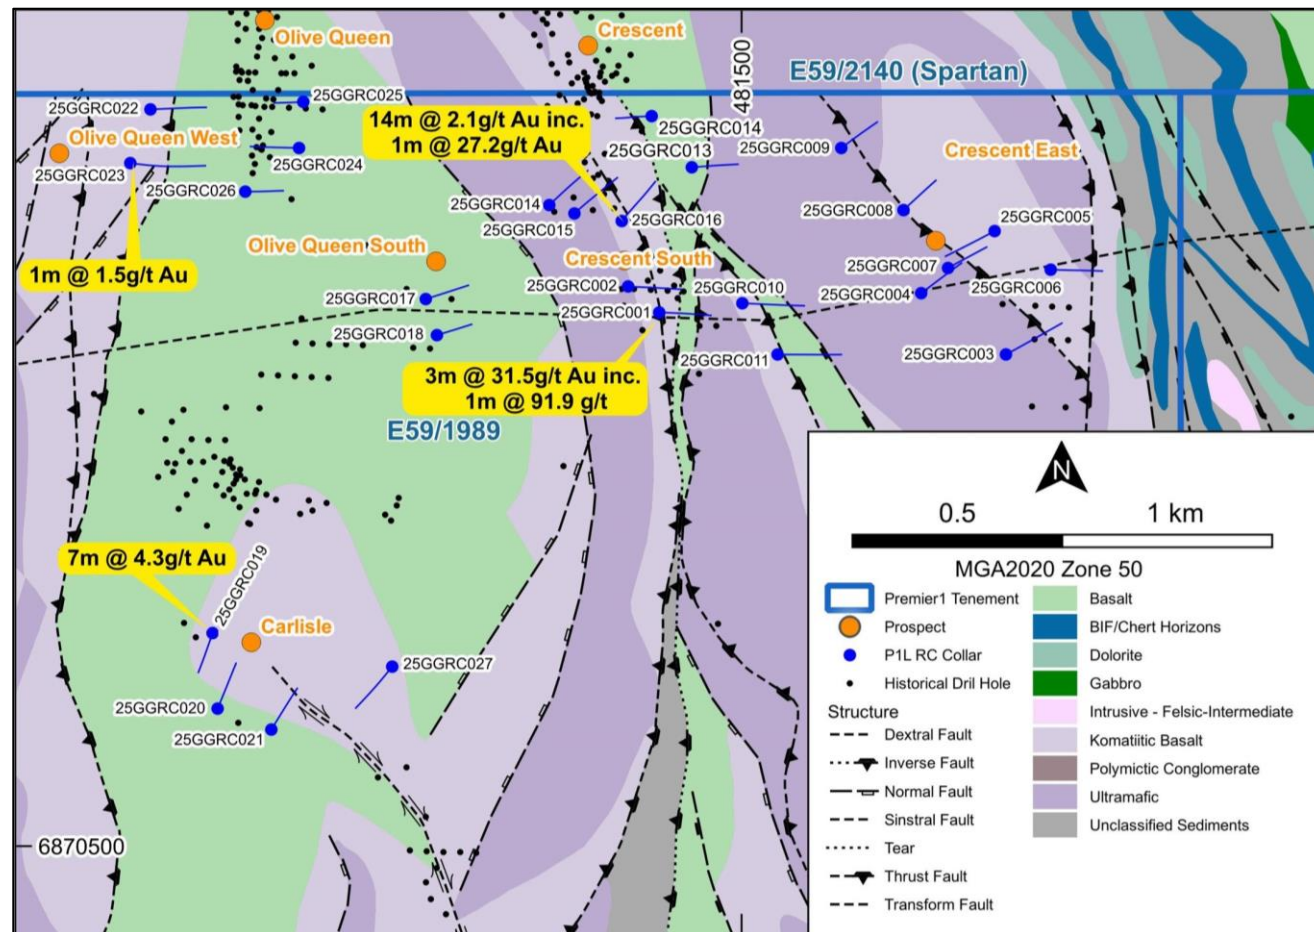 Olive Queen
Crescent
481500
E59/2140 (Spartan)
25GGRC022
25GGRC025
14m @ 2.1g/t Au inc.
1m @ 27.2g/t Au
25GGRC014
25GGRC013
25GGRC009
Olive Queen West
25GGRC023
25GGRC024
25GGRC026
Crescent East
25GGRC014
25GGRC015
25GGRC016
25GGRC008
25GGRC005
1m @ 1.5g/t Au
Olive Queen South
Crescent South
25GGRC007
25GGRC002
25GGRC010
25GGRC004
25GGRC006
25GGRC017
25GGRC001
25GGRC018
25GGRC011
25GGRC003
3m @ 31.5g/t Au inc.
1m @ 91.9 g/t
E59/1989
7m @ 4.3g/t Au
25GGRC019
Carlisle
25GGRC027
25GGRC020
25GGRC021
6870500
N
0.5
1 km
MGA2020 Zone 50
Premier1 Tenement
Prospect
P1L RC Collar
Historical Dril Hole
Structure
Dextral Fault
Inverse Fault
Normal Fault
Sinstral Fault
Tear
Thrust Fault
Transform Fault
Basalt
BIF/Chert Horizons
Dolorite
Gabbro
Intrusive - Felsic-Intermediate
Komatiitic Basalt
Polymictic Conglomerate
Ultramafic
Unclassified Sediments